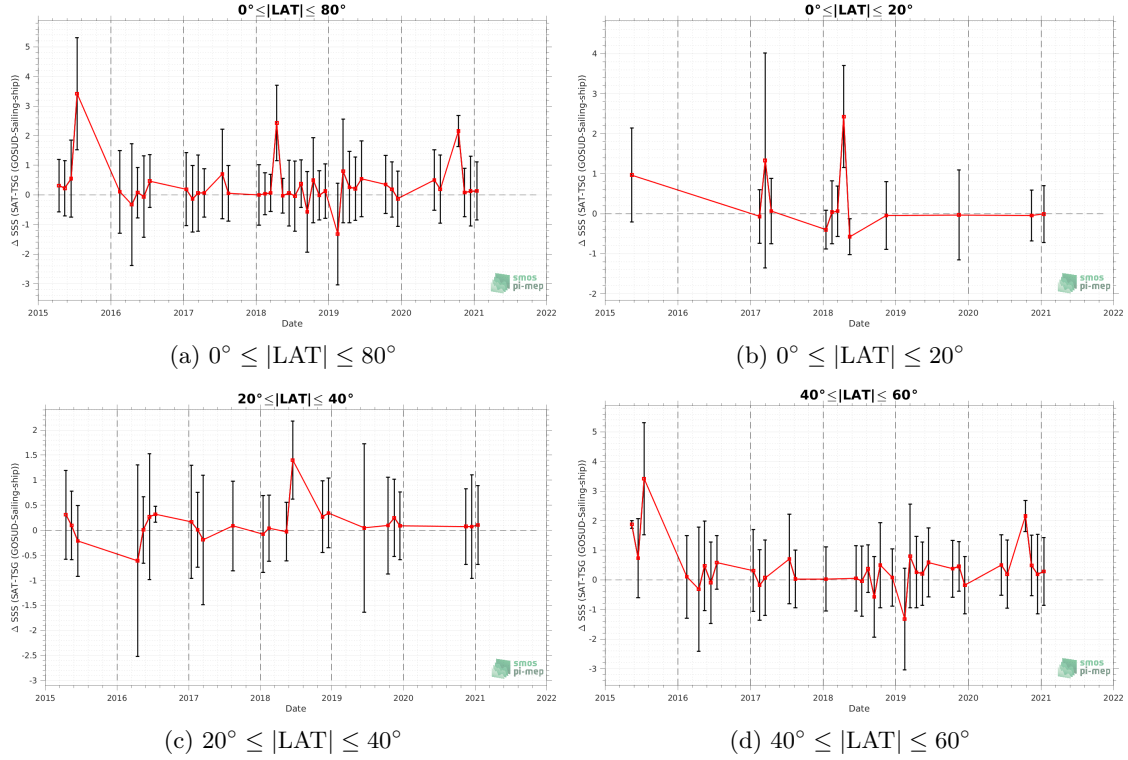 0°≤|LAT|≤ 80°
Δ SSS (SAT-TSG (GOSUD-Sailing-ship))
5
4
3
2
1
0
-1
-2
-3
2015 2016 2017 2018 2019 2020 2021 2022
Date
smos
pi-mep
(a) 0° ≤ |LAT| ≤ 80°
0°≤|LAT|≤ 20°
Δ SSS (SAT-TSG (GOSUD-Sailing-ship))
4
3
2
1
0
-1
-2
2015 2016 2017 2018 2019 2020 2021 2022
Date
smos
pi-mep
(b) 0° ≤ |LAT| ≤ 20°
20°≤|LAT|≤ 40°
Δ SSS (SAT-TSG (GOSUD-Sailing-ship))
2
1.5
1
0.5
0
-0.5
-1
-1.5
-2
-2.5
-3
2015 2016 2017 2018 2019 2020 2021 2022
Date
smos
pi-mep
(c) 20° ≤ |LAT| ≤ 40°
40°≤|LAT|≤ 60°
Δ SSS (SAT-TSG (GOSUD-Sailing-ship))
5
4
3
2
1
0
-1
-2
-3
2015 2016 2017 2018 2019 2020 2021 2022
Date
smos
pi-mep
(d) 40° ≤ |LAT| ≤ 60°